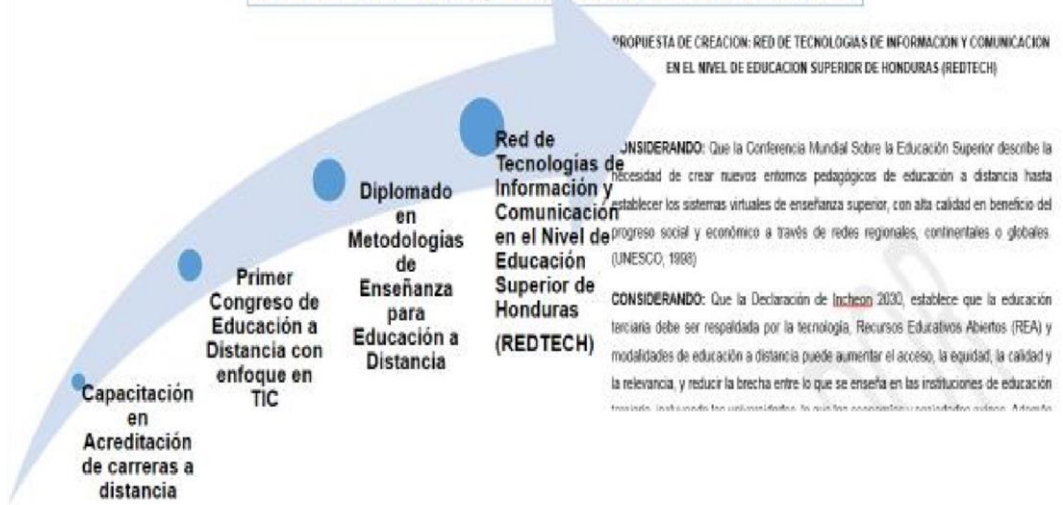 Capacitación
en
Acreditación
de carreras a
distancia
Primer
Congreso de
Educación a
Distancia con
enfoque en
TIC
Diplomado
en
Metodologías
de
Enseñanza
para
Educación a
Distancia
Red de
Tecnologías de
Información y
Comunicación
en el Nivel de
Educación
Superior de
Honduras
(REDTECH)
PROPUESTA DE CREACION: RED DE TECNOLOGIAS DE INFORMACION Y COMUNICACION
EN EL NIVEL DE EDUCACION SUPERIOR DE HONDURAS (REDTECH)
ONSIDERANDO: Que la Conferencia Mundial Sobre la Educación Superior describe la
necesidad de crear nuevos entornos pedagógicos de educación a distancia hasta
establecer los sistemas virtuales de enseñanza superior, con alta calidad en beneficio del
progreso social y económico a través de redes regionales, continentales o globales.
(UNESCO, 1998)
CONSIDERANDO: Que la Declaración de Incheon 2030, establece que la educación
terciaria debe ser respaldada por la tecnología, Recursos Educativos Abiertos (REA) y
modalidades de educación a distancia puede aumentar el acceso, la equidad, la calidad y
la relevancia, y reducir la brecha entre lo que se enseña en las instituciones de educación